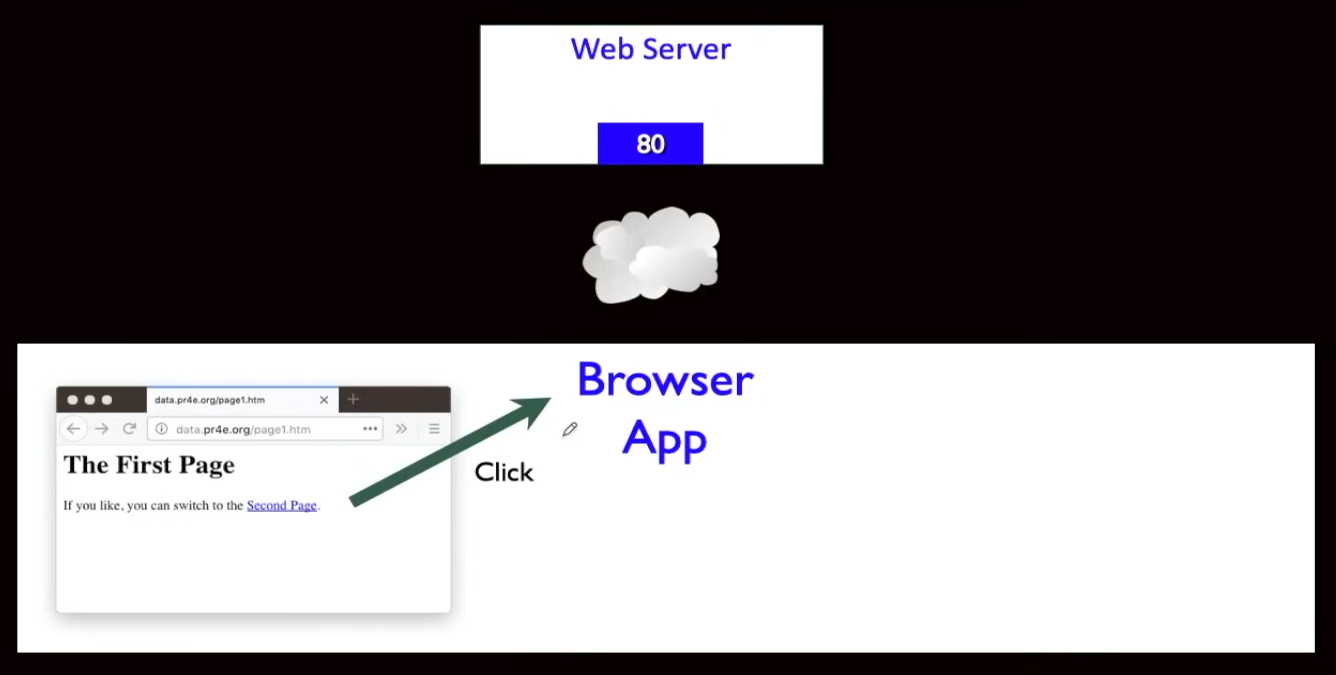 Web Server
80
Browser
App
data.pr4e.org/page1.htm
data.pr4e.org/page1.htm
The First Page
Click
If you like, you can switch to the Second Page.